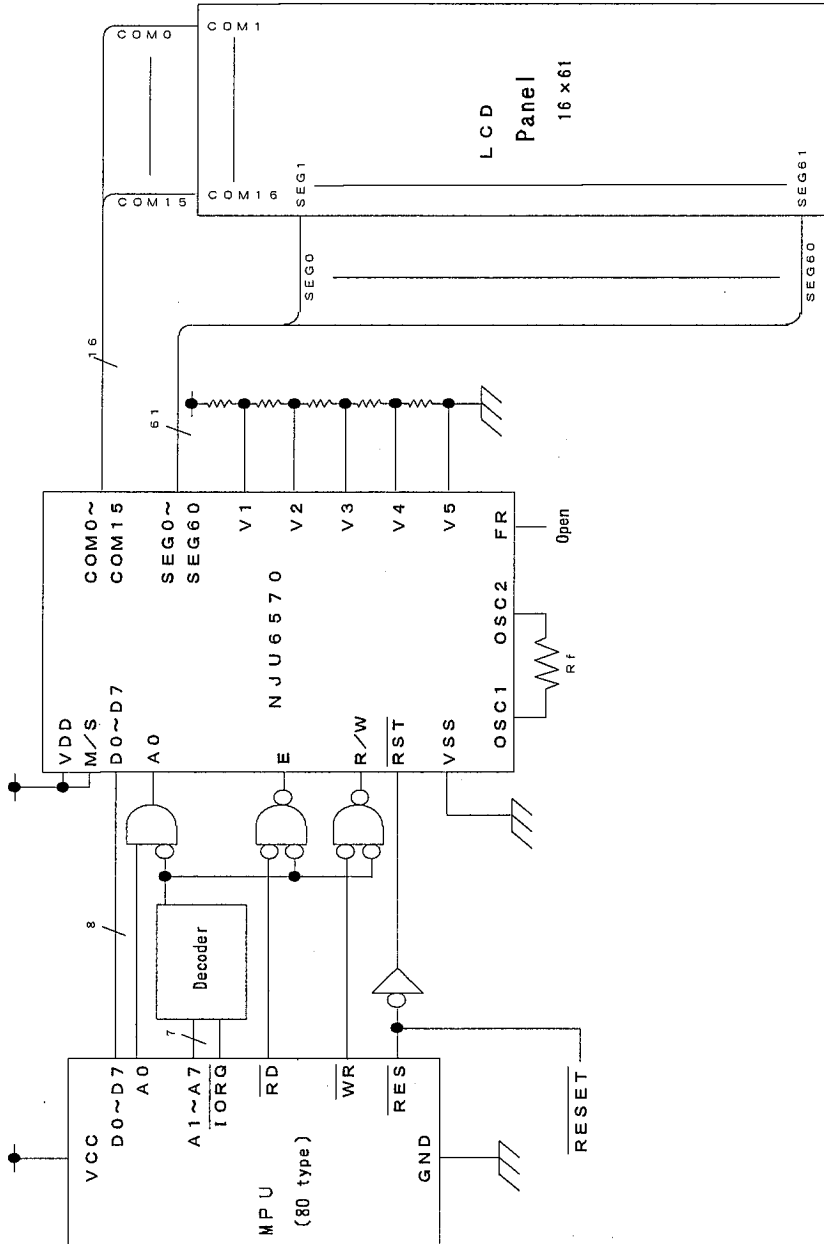 VCC
D0~D7
A0
A1~A7
IORQ
RD
WR
RES
GND
MPU
(80 type)
RESET
8
7
Decoder
VDD
M/S
D0~D7
A0
E
R/W
RST
VSS
NJU6570
COM0~
COM15
SEG0~
SEG60
V1
V2
V3
V4
V5
OSC1
OSC2
FR
Rf
Open
16
61
COM0
COM15
COM1
COM16
SEG0
SEG60
SEG1
SEG61
LCD
Panel
16×61